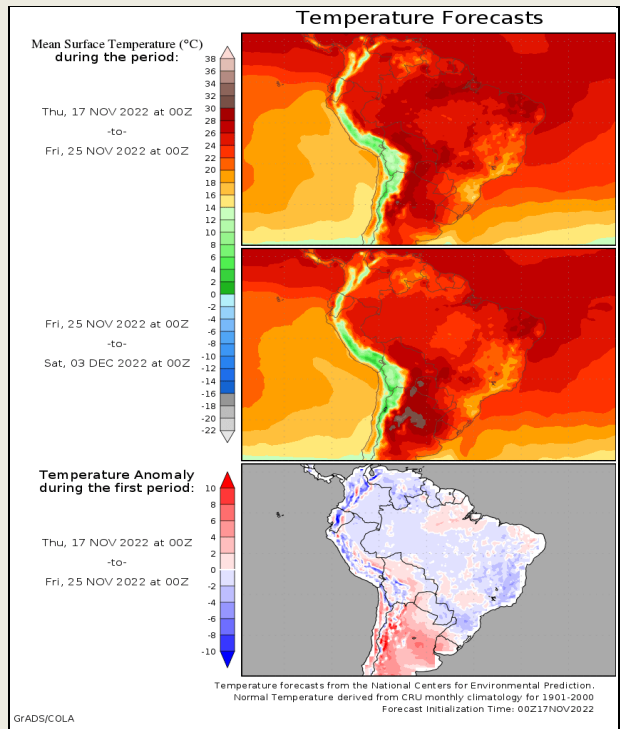 Temperature Forecasts
Mean Surface Temperature (°C)
during the period:
Thu, 17 NOV 2022 at 00Z
-to-
Fri, 25 NOV 2022 at 00Z
38
36
34
32
30
28
26
24
22
20
18
16
14
12
10
8
6
4
2
0
-2
-4
-6
-8
-10
-12
-14
-16
-18
-20
-22
Fri, 25 NOV 2022 at 00Z
-to-
Sat, 03 DEC 2022 at 00Z
Temperature Anomaly
during the first period:
Thu, 17 NOV 2022 at 00Z
-to-
Fri, 25 NOV 2022 at 00Z
10
8
6
4
2
0
-2
-4
-6
-8
-10
Temperature forecasts from the National Centers for Environmental Prediction.
Normal Temperature derived from CRU monthly climatology for 1901-2000
Forecast Initialization Time: 00Z17NOV2022
GrADS/COLA